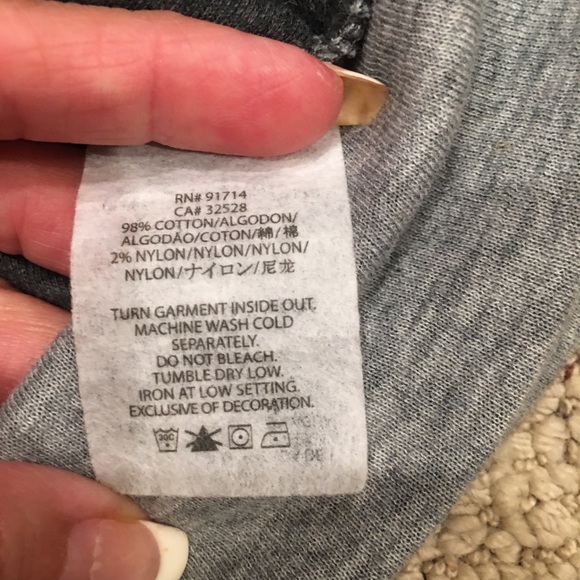 RN# 91714
CA# 32528
98% COTTON/ALGODON/
ALGODÃO/COTON/綿/棉
2% NYLON/NYLON/NYLON/
NYLON/ナイロン/尼龙
TURN GARMENT INSIDE OUT.
MACHINE WASH COLD
SEPARATELY.
DO NOT BLEACH.
TUMBLE DRY LOW.
IRON AT LOW SETTING.
EXCLUSIVE OF DECORATION.